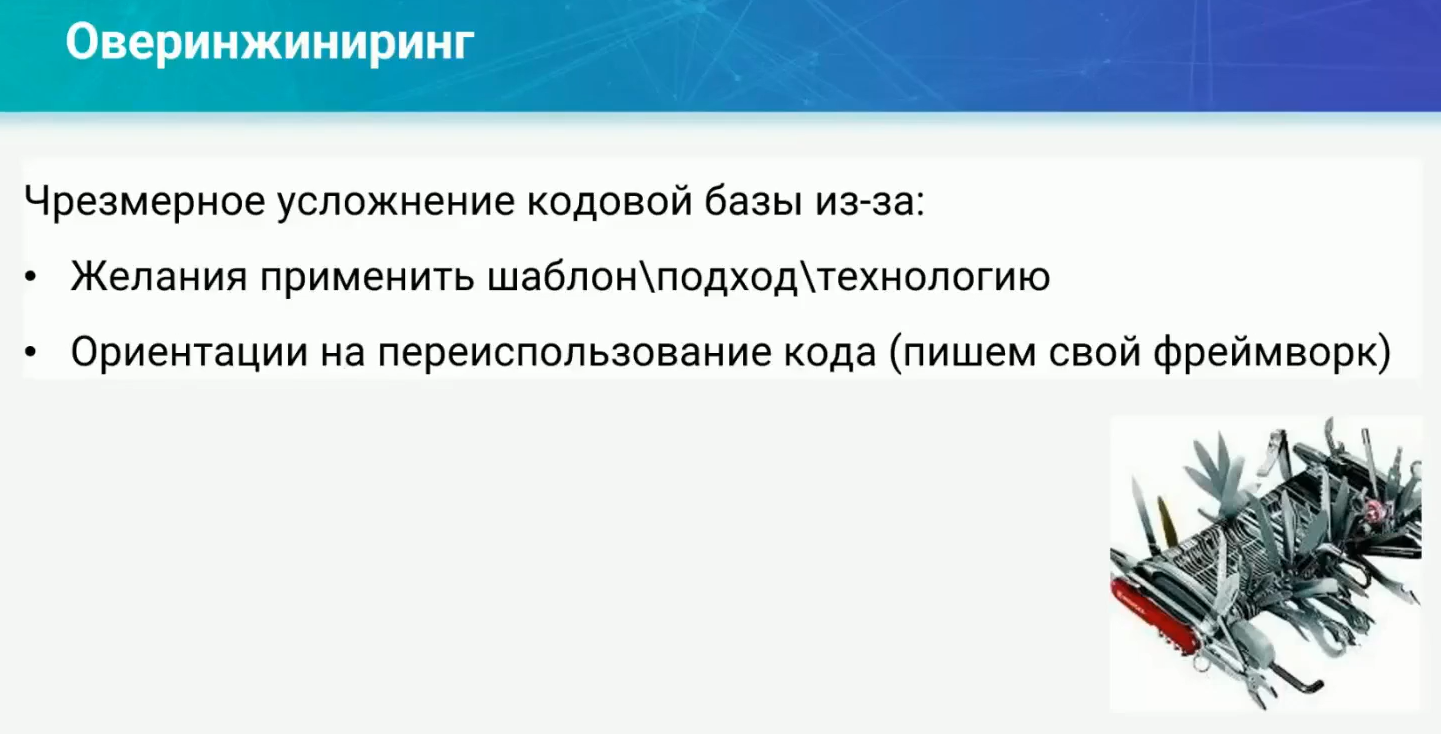 Оверинжиниринг
Чрезмерное усложнение кодовой базы из-за:
• Желания применить шаблон\подход\технологию
• Ориентации на переиспользование кода (пишем свой фреймворк)